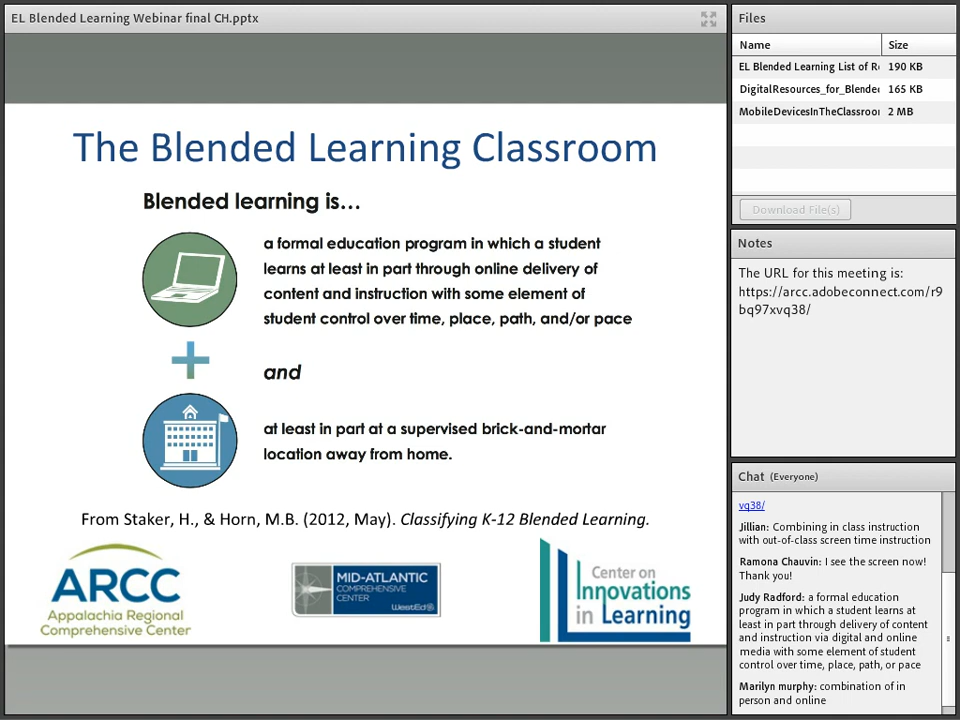 EL Blended Learning Webinar final CH.pptx
The Blended Learning Classroom
Blended learning is...
a formal education program in which a student
learns at least in part through online delivery of
content and instruction with some element of
student control over time, place, path, and/or pace
and
at least in part at a supervised brick-and-mortar
location away from home.
From Staker, H., & Horn, M.B. (2012, May). Classifying K-12 Blended Learning.
ARCC
Appalachia Regional
Comprehensive Center
MID-ATLANTIC
COMPREHENSIVE
CENTER
WestEd
Center on
Innovations
in Learning
Files
Name Size
EL Blended Learning List of 190 KB
DigitalResources_for_Blende 165 KB
MobileDevicesInTheClassroo 2 MB
Download File(s)
Notes
The URL for this meeting is:
https://arcc.adobeconnect.com/r9
bq97xvq38/
Chat (Everyone)
vq38/
Jillian: Combining in class instruction
with out-of-class screen time instruction
Ramona Chauvin: I see the screen now!
Thank you!
Judy Radford: a formal education
program in which a student learns at
least in part through delivery of content
and instruction via digital and online
media with some element of student
control over time, place, path, or pace
Marilyn murphy: combination of in
person and online